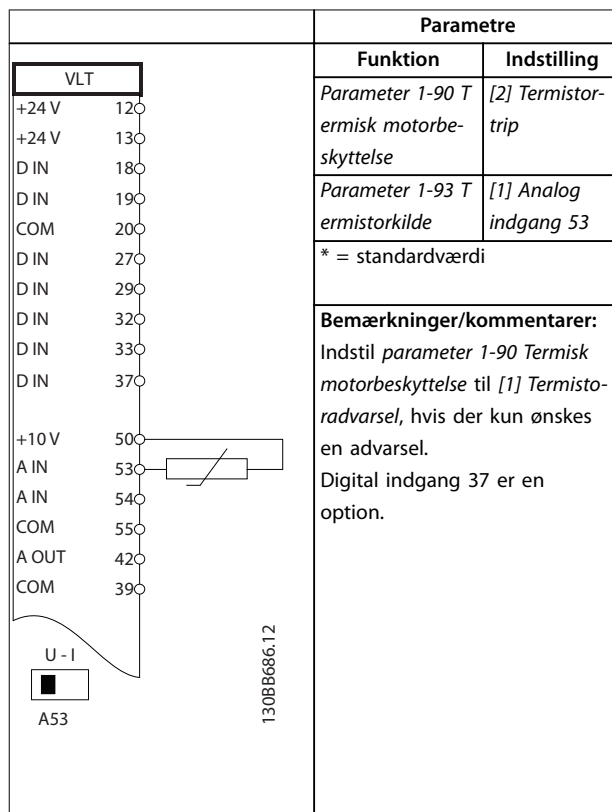 VLT
+24 V 12
+24 V 13
D IN 18
D IN 19
COM 20
D IN 27
D IN 29
D IN 32
D IN 33
D IN 37
+10 V 50
A IN 53
A IN 54
COM 55
A OUT 42
COM 39
U - I
A53
130BB686.12
Parametre
Funktion Indstilling
Parameter 1-90 T
ermisk motorbe-
skyttelse
[2] Termistor-
trip
Parameter 1-93 T
ermistorkilde
[1] Analog
indgang 53
* = standardværdi
Bemærkninger/kommentarer:
Indstil parameter 1-90 Termisk
motorbeskyttelse til [1] Termisto-
radvarsel, hvis der kun ønskes
en advarsel.
Digital indgang 37 er en
option.